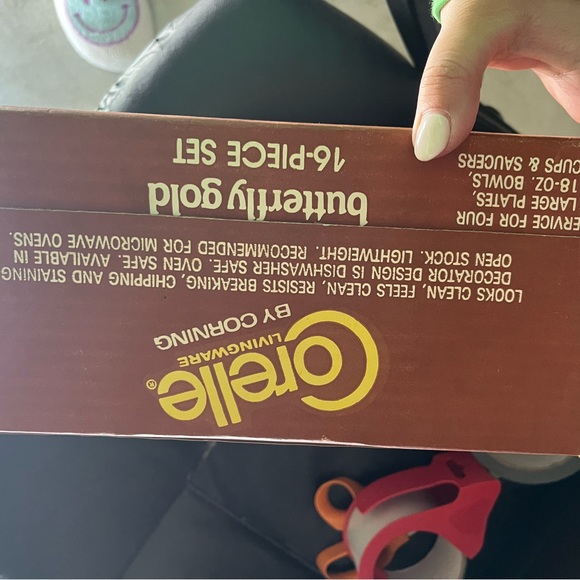 Corelle®
LIVINGWARE
BY CORNING
LOOKS CLEAN, FEELS CLEAN, RESISTS BREAKING, CHIPPING AND STAINING
DECORATOR DESIGN IS DISHWASHER SAFE. OVEN SAFE. AVAILABLE IN
OPEN STOCK. LIGHTWEIGHT. RECOMMENDED FOR MICROWAVE OVENS.
ERVICE FOR FOUR
LARGE PLATES,
18-OZ. BOWLS,
CUPS & SAUCERS
butterfly gold
16-PIECE SET